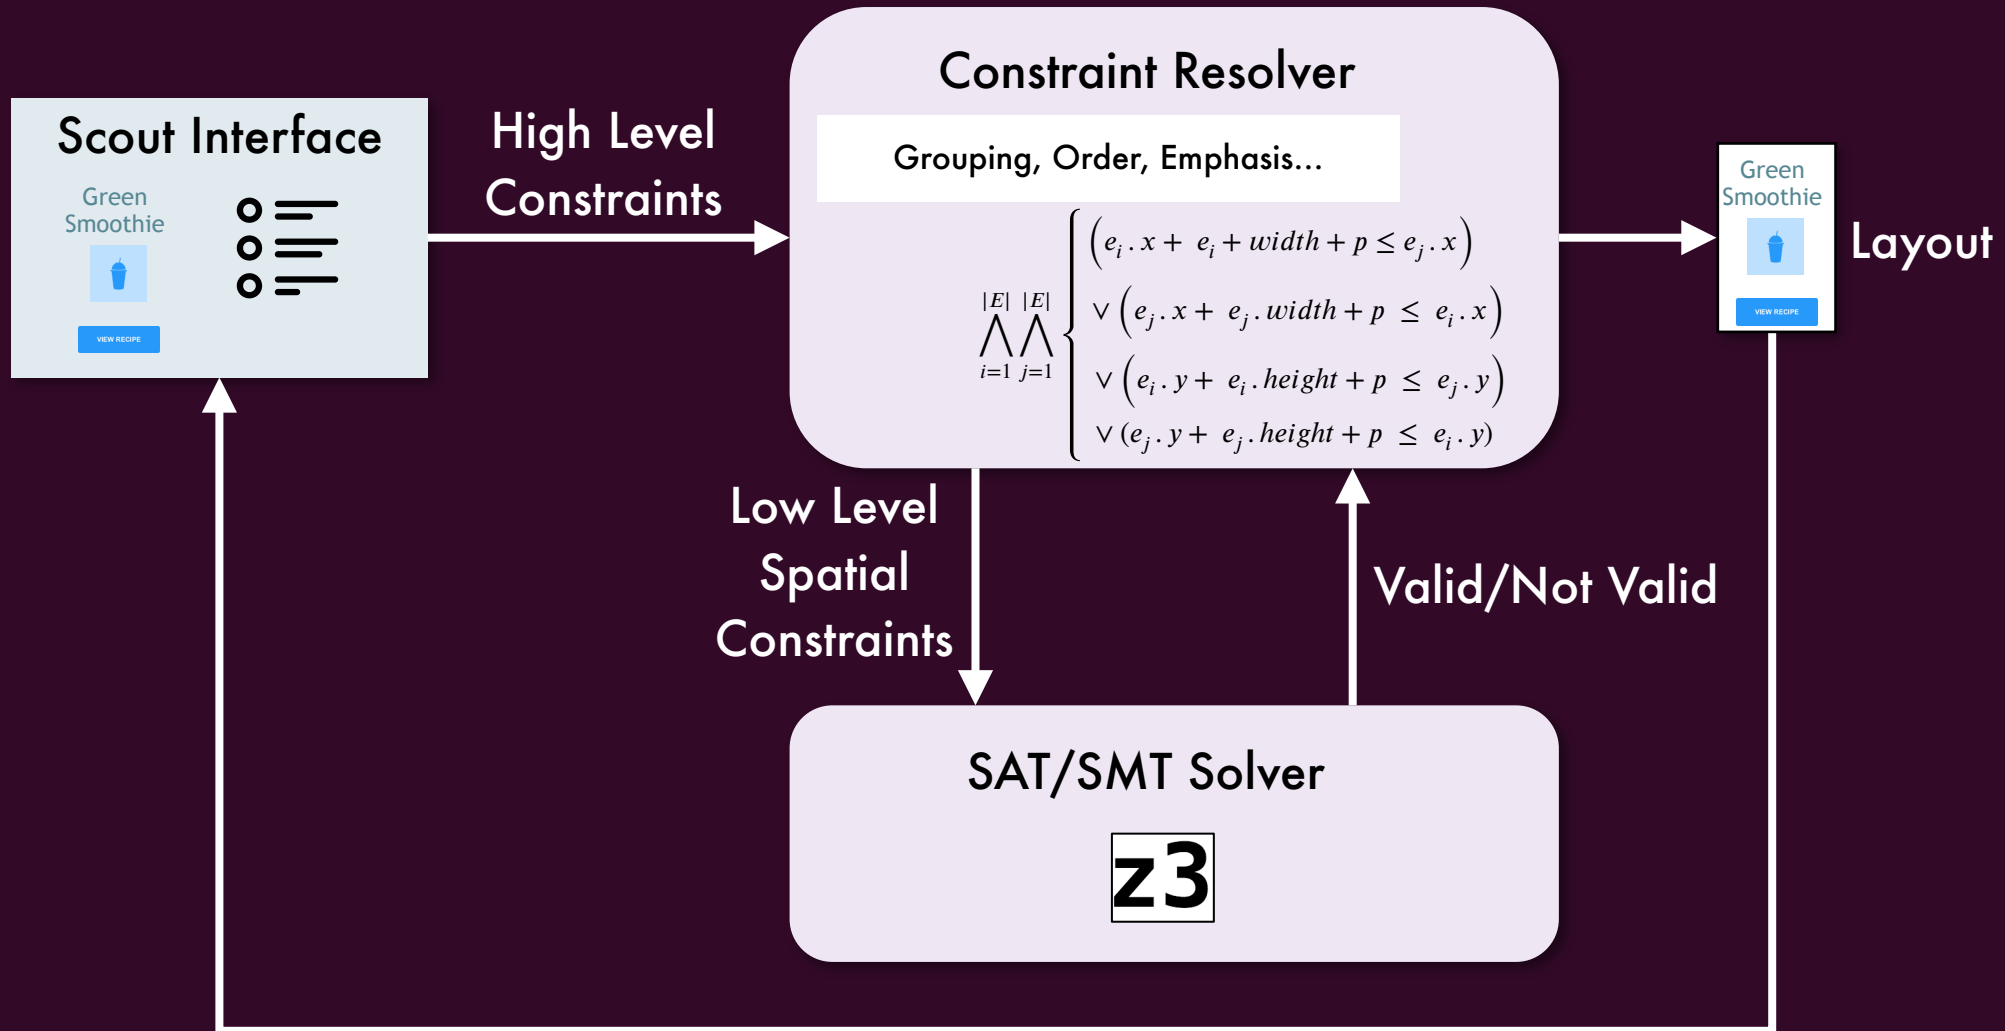 Scout Interface
Green
Smoothie
VIEW RECIPE
High Level
Constraints
Constraint Resolver
Grouping, Order, Emphasis...
|E| |E|
⋀ ⋀
i=1 j=1
(e_i . x + e_i + width + p ≤ e_j . x)
∨ (e_j . x + e_j . width + p ≤ e_i . x)
∨ (e_i . y + e_i . height + p ≤ e_j . y)
∨ (e_j . y + e_j . height + p ≤ e_i . y)
Green
Smoothie
VIEW RECIPE
Layout
Low Level
Spatial
Constraints
Valid/Not Valid
SAT/SMT Solver
z3